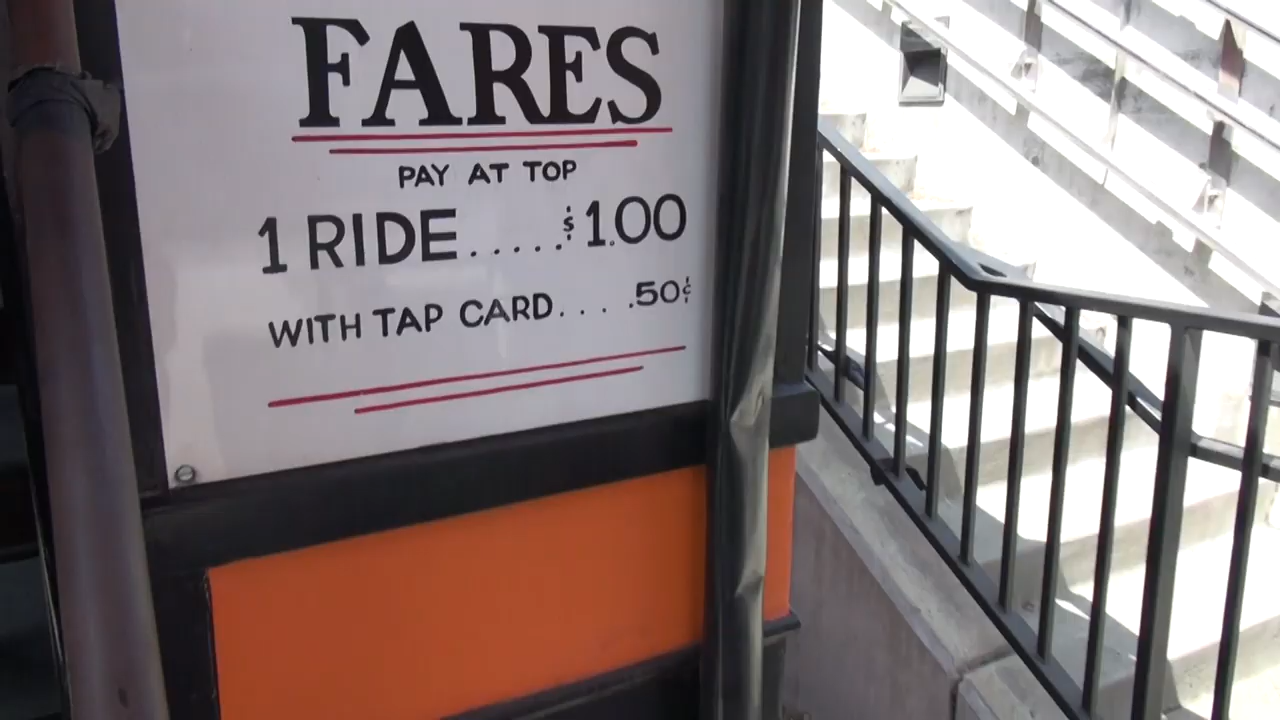 FARES
PAY AT TOP
1 RIDE.....$1.00
WITH TAP CARD.....50¢